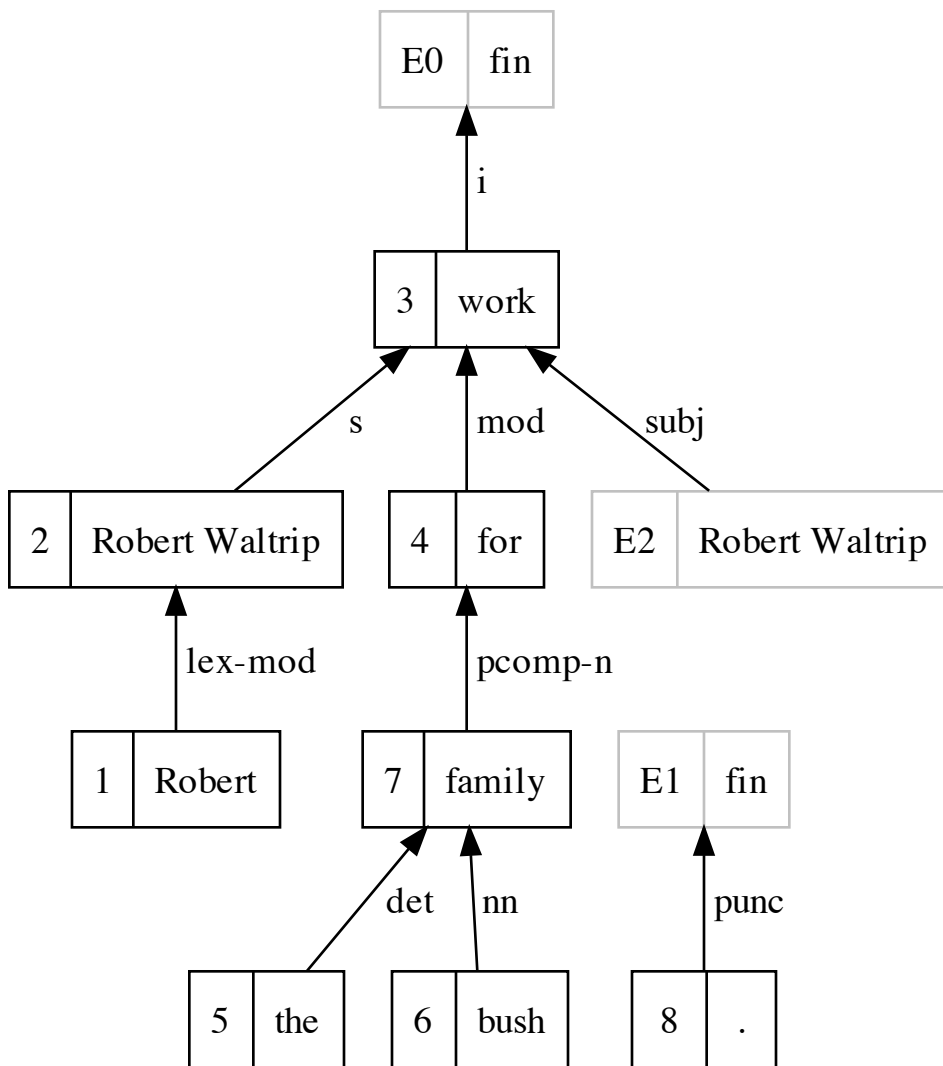 E0 fin
i
3 work
s mod subj
2 Robert Waltrip 4 for E2 Robert Waltrip
lex-mod pcomp-n
1 Robert 7 family E1 fin
det nn punc
5 the 6 bush 8 .